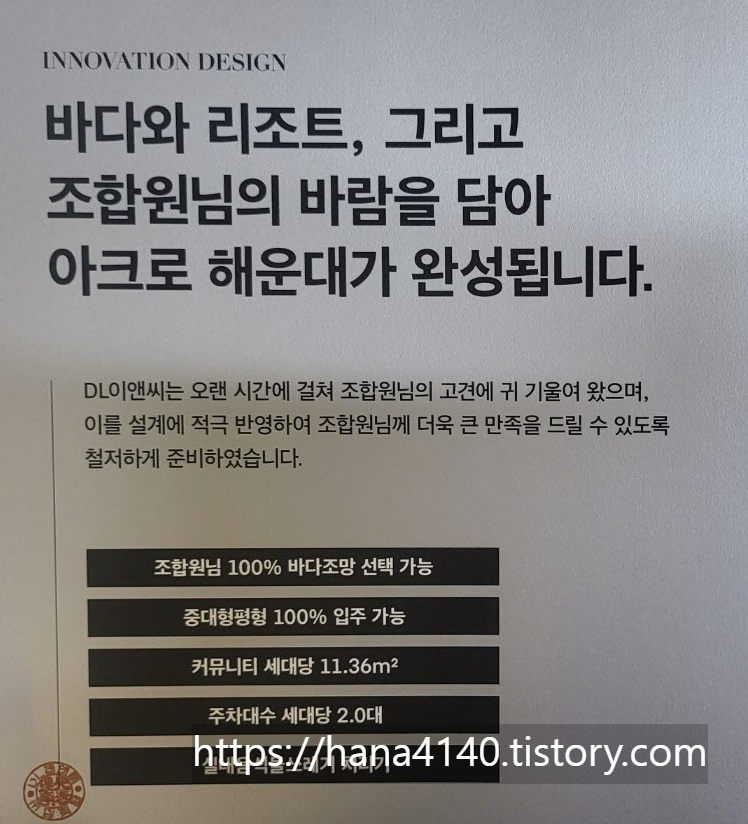 INNOVATION DESIGN
바다와 리조트, 그리고
조합원님의 바람을 담아
아크로 해운대가 완성됩니다.
DL이앤씨는 오랜 시간에 걸쳐 조합원님의 고견에 귀 기울여 왔으며,
이를 설계에 적극 반영하여 조합원님께 더욱 큰 만족을 드릴 수 있도록
철저하게 준비하였습니다.
조합원님 100% 바다조망 선택 가능
중대형평형 100% 입주 가능
커뮤니티 세대당 11.36m²
주차대수 세대당 2.0대
https://hana4140.tistory.com